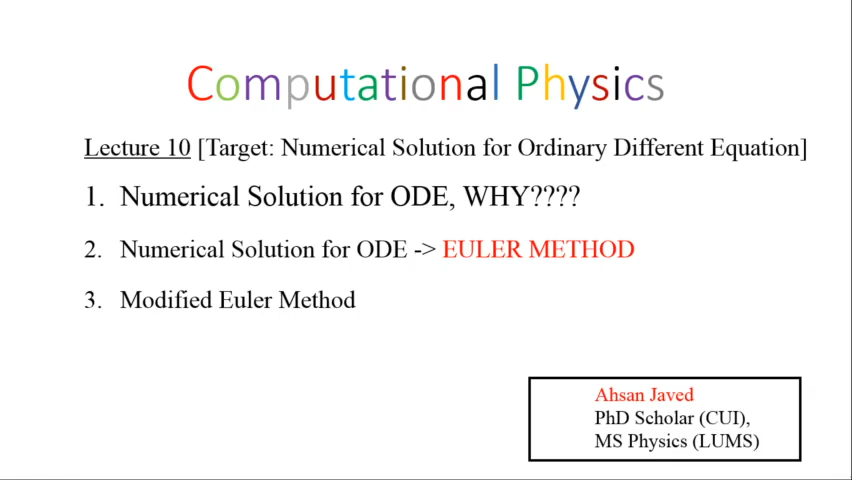 Computational Physics
Lecture 10 [Target: Numerical Solution for Ordinary Different Equation]
1. Numerical Solution for ODE, WHY????
2. Numerical Solution for ODE -> EULER METHOD
3. Modified Euler Method
Ahsan Javed
PhD Scholar (CUI),
MS Physics (LUMS)